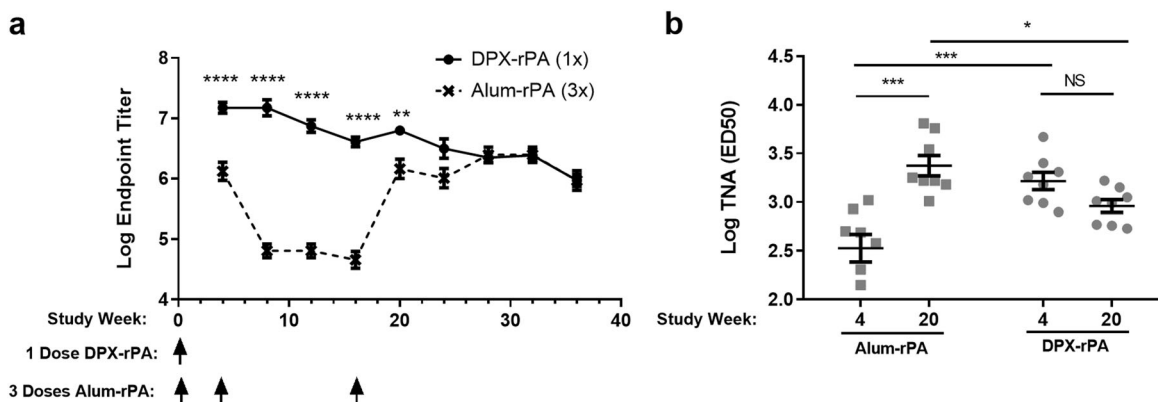 a
8
7
6
5
4
Log Endpoint Titer
DPX-rPA (1x)
Alum-rPA (3x)
**** **** **** **** **
Study Week: 0 10 20 30 40
1 Dose DPX-rPA:
3 Doses Alum-rPA:
b
4.5
4.0
3.5
3.0
2.5
2.0
Log TNA (ED50)
*
***
***
NS
Study Week: 4 20 4 20
Alum-rPA DPX-rPA